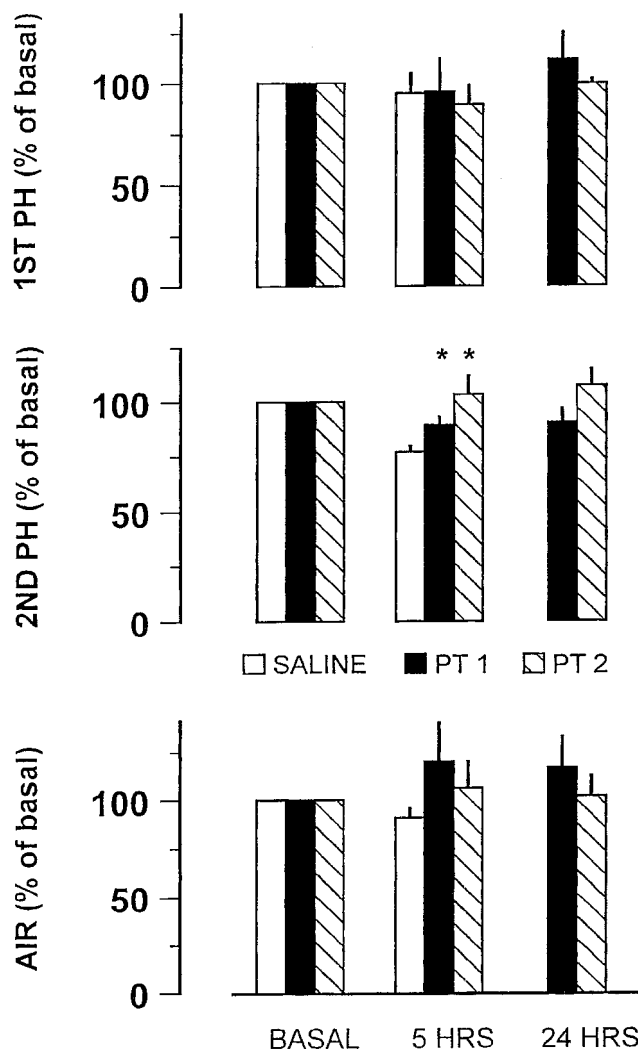 1ST PH (% of basal)
100
50
0
2ND PH (% of basal)
* *
100
50
0
SALINE PT 1 PT 2
AIR (% of basal)
100
50
0
BASAL 5 HRS 24 HRS